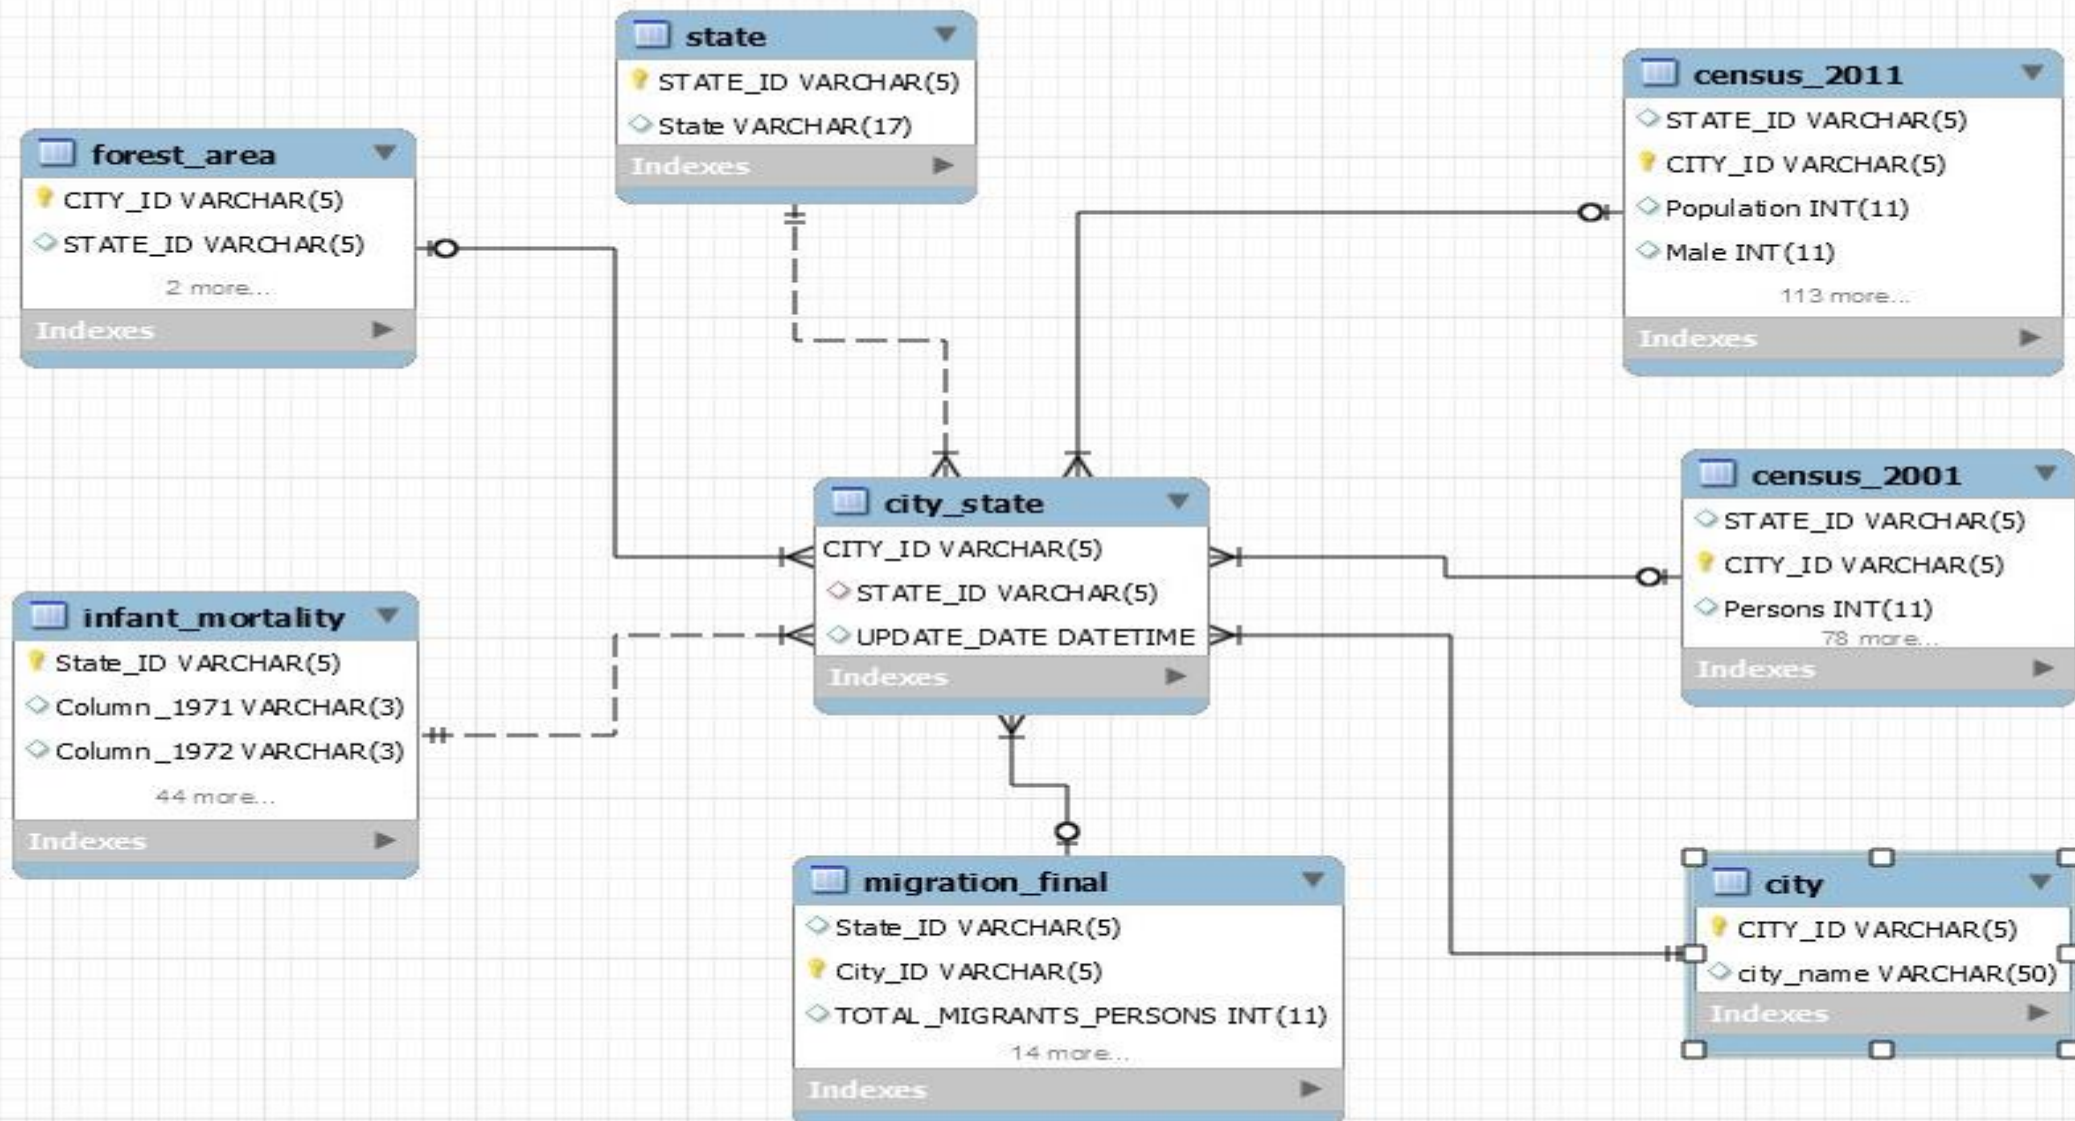 state
STATE_ID VARCHAR(5)
State VARCHAR(17)
Indexes
census_2011
STATE_ID VARCHAR(5)
CITY_ID VARCHAR(5)
Population INT(11)
Male INT(11)
113 more...
Indexes
forest_area
CITY_ID VARCHAR(5)
STATE_ID VARCHAR(5)
2 more...
Indexes
city_state
CITY_ID VARCHAR(5)
STATE_ID VARCHAR(5)
UPDATE_DATE DATETIME
Indexes
census_2001
STATE_ID VARCHAR(5)
CITY_ID VARCHAR(5)
Persons INT(11)
78 more...
Indexes
infant_mortality
State_ID VARCHAR(5)
Column_1971 VARCHAR(3)
Column_1972 VARCHAR(3)
44 more...
Indexes
migration_final
State_ID VARCHAR(5)
City_ID VARCHAR(5)
TOTAL_MIGRANTS_PERSONS INT(11)
14 more...
Indexes
city
CITY_ID VARCHAR(5)
city_name VARCHAR(50)
Indexes